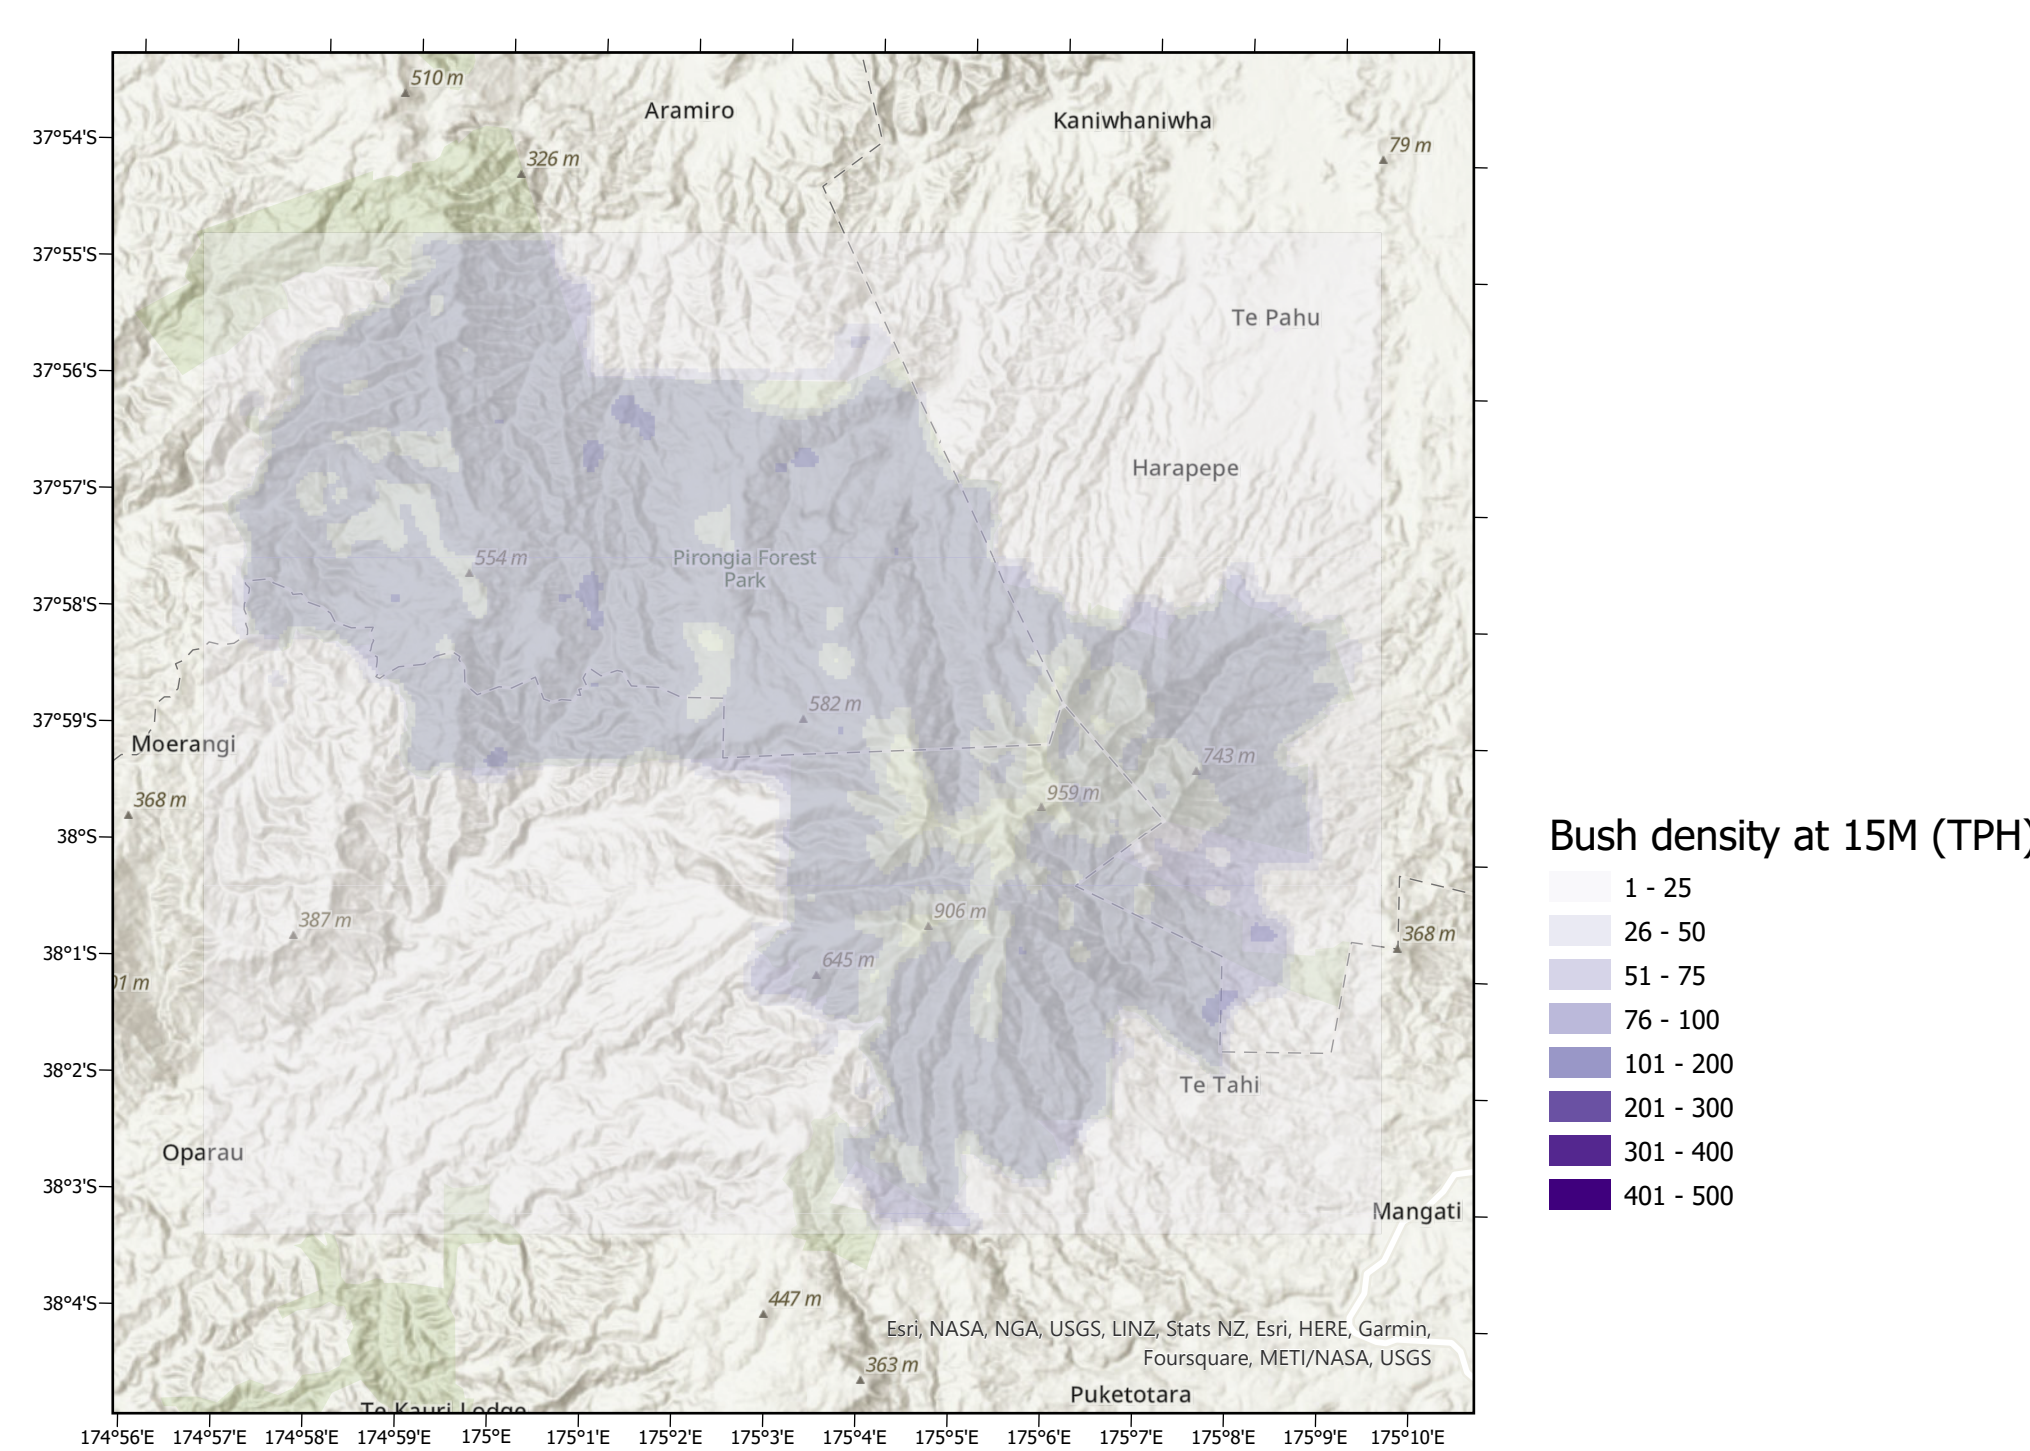 510 m
Aramiro
Kaniwhaniwha
79 m
37°54'S
326 m
37°55'S
Te Pahu
37°56'S
Harapepe
37°57'S
554 m
Pirongia Forest
Park
37°58'S
582 m
37°59'S
Moerangi
743 m
959 m
368 m
38°S
906 m
387 m
368 m
38°1'S
645 m
01 m
38°2'S
Te Tahi
Oparau
38°3'S
Mangati
38°4'S
447 m
Esri, NASA, NGA, USGS, LINZ, Stats NZ, Esri, HERE, Garmin,
Foursquare, METI/NASA, USGS
363 m
Puketotara
Te Kauri Lodge
174°56'E 174°57'E 174°58'E 174°59'E 175°E 175°1'E 175°2'E 175°3'E 175°4'E 175°5'E 175°6'E 175°7'E 175°8'E 175°9'E 175°10'E
Bush density at 15M (TPH)
1 - 25
26 - 50
51 - 75
76 - 100
101 - 200
201 - 300
301 - 400
401 - 500